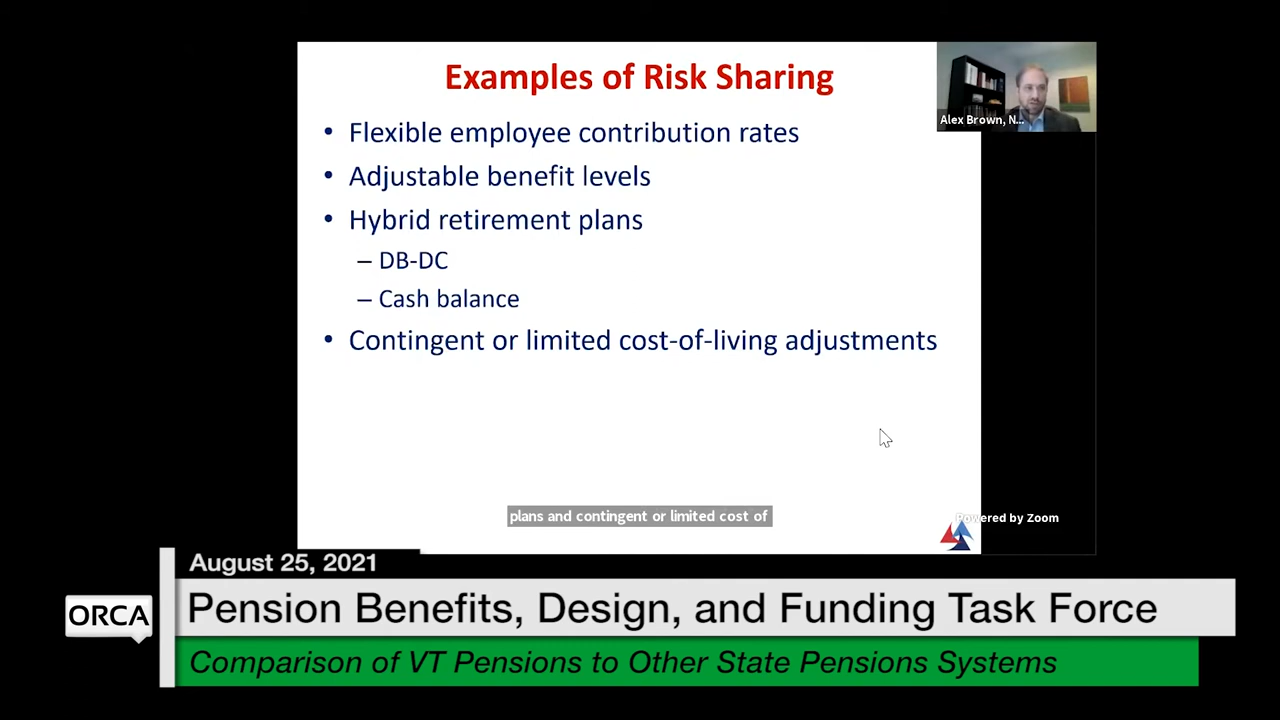 Examples of Risk Sharing
Alex Brown, N...
• Flexible employee contribution rates
• Adjustable benefit levels
• Hybrid retirement plans
– DB-DC
– Cash balance
• Contingent or limited cost-of-living adjustments
plans and contingent or limited cost of
Powered by Zoom
August 25, 2021
ORCA
Pension Benefits, Design, and Funding Task Force
Comparison of VT Pensions to Other State Pensions Systems